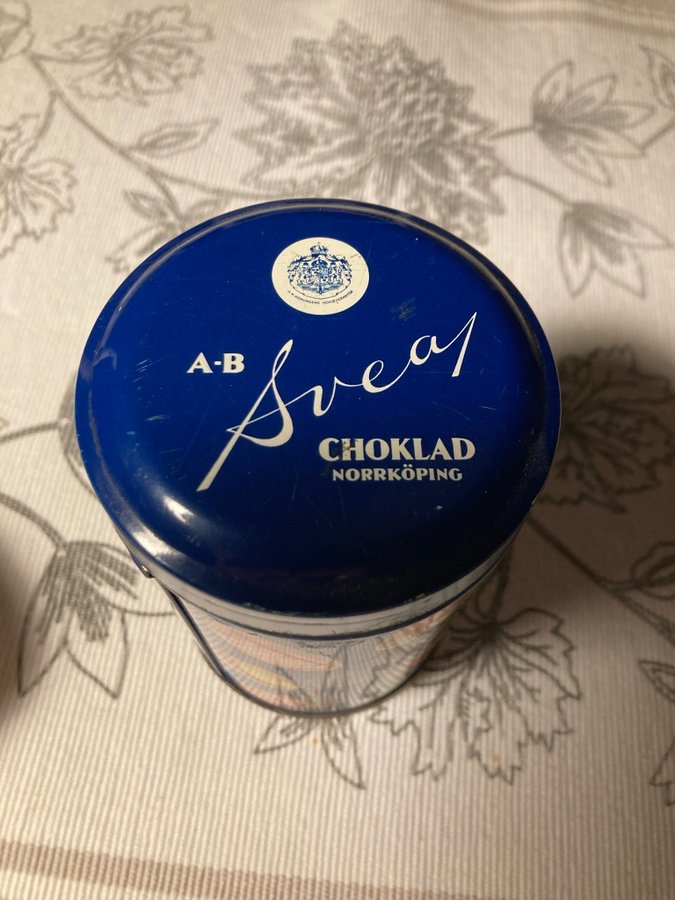 A-B
Sveas
CHOKLAD
NORRKÖPING